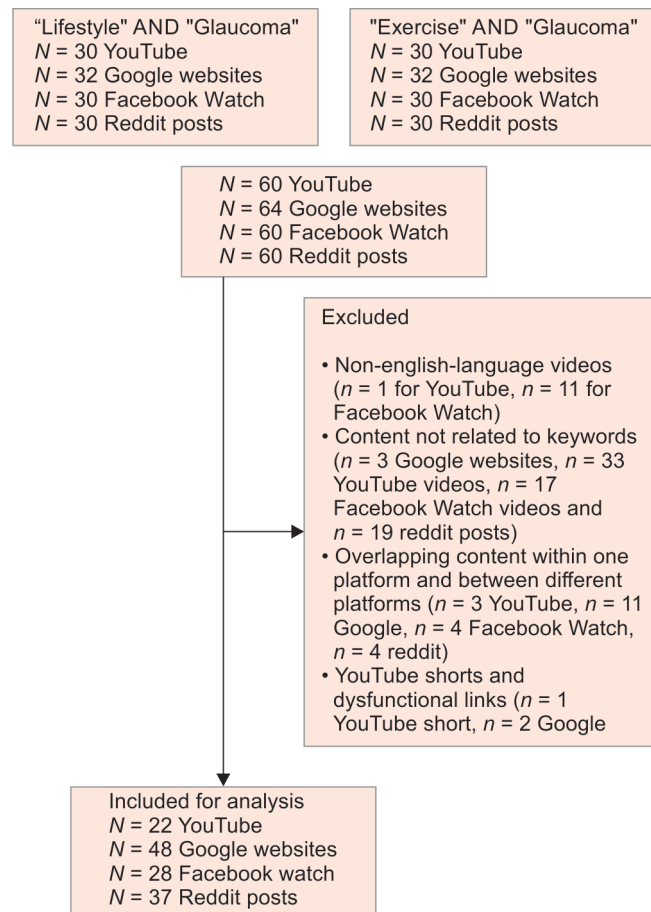 “Lifestyle" AND "Glaucoma"
N = 30 YouTube
N = 32 Google websites
N = 30 Facebook Watch
N = 30 Reddit posts
"Exercise" AND "Glaucoma"
N = 30 YouTube
N = 32 Google websites
N = 30 Facebook Watch
N = 30 Reddit posts
N = 60 YouTube
N = 64 Google websites
N = 60 Facebook Watch
N = 60 Reddit posts
Excluded
• Non-english-language videos
(n = 1 for YouTube, n = 11 for
Facebook Watch)
• Content not related to keywords
(n = 3 Google websites, n = 33
YouTube videos, n = 17
Facebook Watch videos and
n = 19 reddit posts)
• Overlapping content within one
platform and between different
platforms (n = 3 YouTube, n = 11
Google, n = 4 Facebook Watch,
n = 4 reddit)
• YouTube shorts and
dysfunctional links (n = 1
YouTube short, n = 2 Google
Included for analysis
N = 22 YouTube
N = 48 Google websites
N = 28 Facebook watch
N = 37 Reddit posts